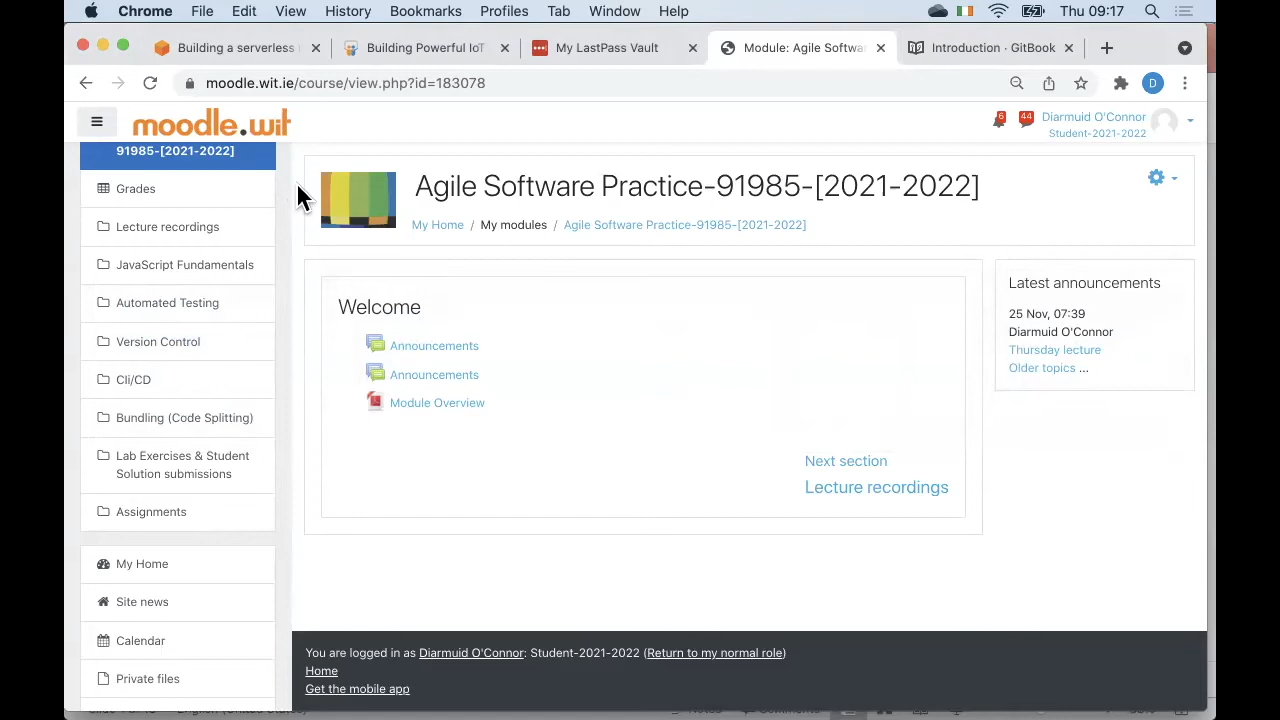 Chrome File Edit View History Bookmarks Profiles Tab Window Help Thu 09:17
Building a serverless Building Powerful IoT My LastPass Vault Module: Agile Softwa Introduction · GitBook
moodle.wit.ie/course/view.php?id=183078 D
moodle.wit 6 44 Diarmuid O'Connor
Student-2021-2022
91985-[2021-2022]
Grades
Lecture recordings
JavaScript Fundamentals
Automated Testing
Version Control
CIi/CD
Bundling (Code Splitting)
Lab Exercises & Student
Solution submissions
Assignments
My Home
Site news
Calendar
Private files
Agile Software Practice-91985-[2021-2022]
My Home / My modules / Agile Software Practice-91985-[2021-2022]
Welcome
Announcements
Announcements
Module Overview
Next section
Lecture recordings
Latest announcements
25 Nov, 07:39
Diarmuid O'Connor
Thursday lecture
Older topics ...
You are logged in as Diarmuid O'Connor: Student-2021-2022 (Return to my normal role)
Home
Get the mobile app